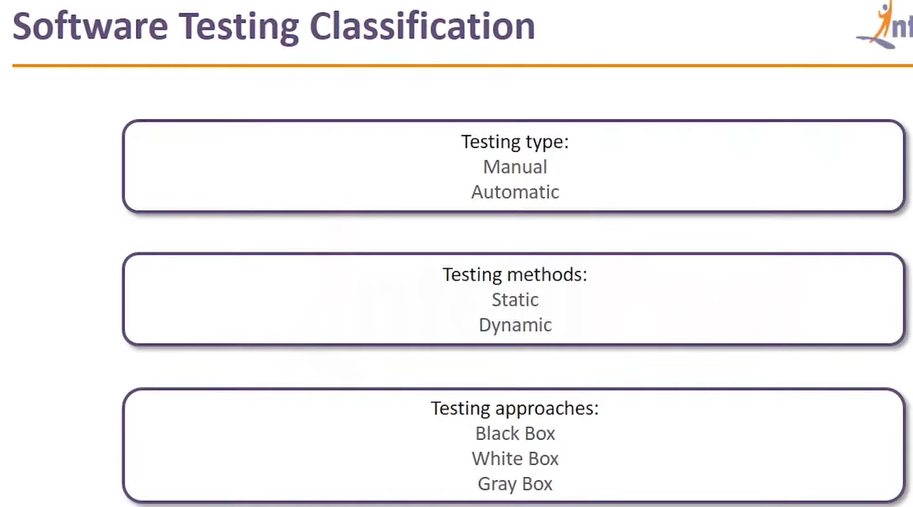 Software Testing Classification
Testing type:
Manual
Automatic
Testing methods:
Static
Dynamic
Testing approaches:
Black Box
White Box
Gray Box